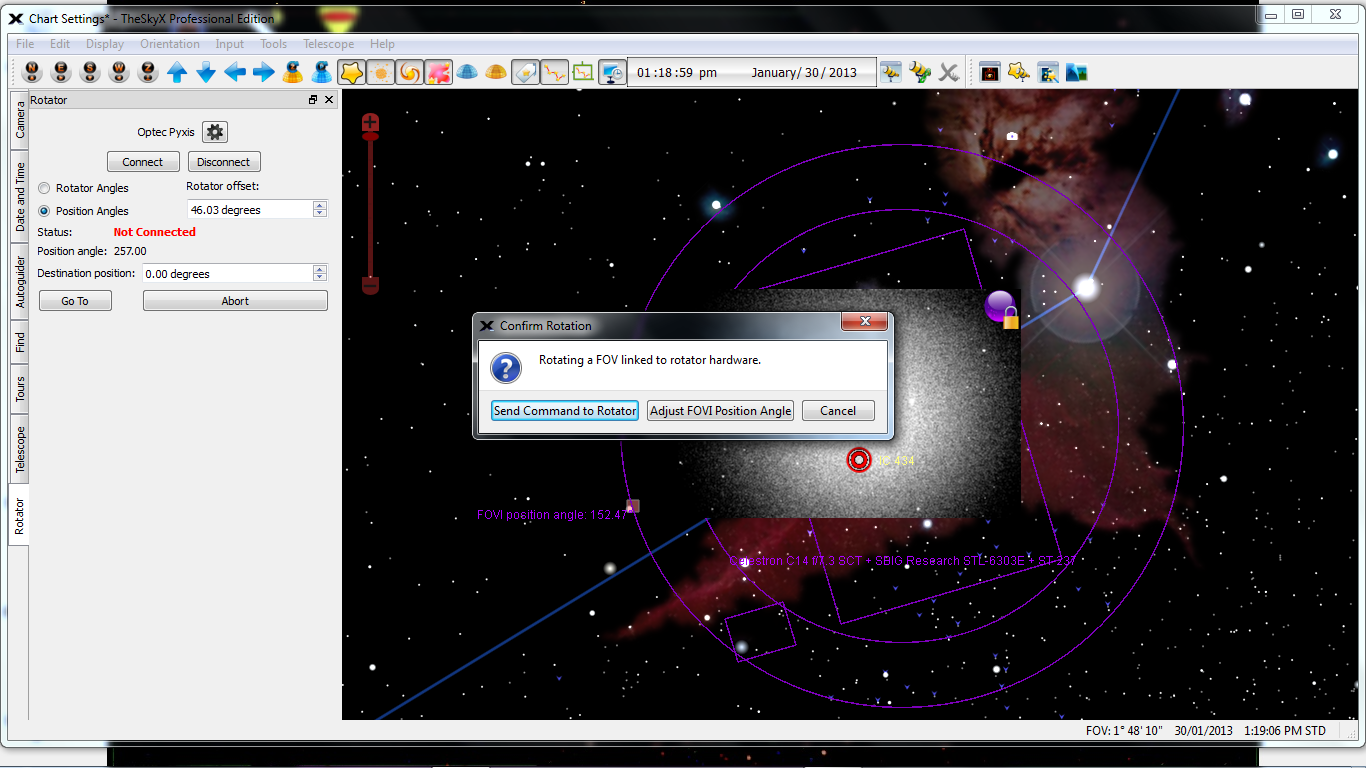 Chart Settings* - TheSkyX Professional Edition
File Edit Display Orientation Input Tools Telescope Help
N E S W Z N E S W Z
01:18:59 pm January/ 30 / 2013
Rotator
Camera
Date and Time
Autoguider
Find
Tours
Telescope
Rotator
Optec Pyxis
Connect Disconnect
Rotator Angles Rotator offset:
Position Angles 46.03 degrees
Status: Not Connected
Position angle: 257.00
Destination position: 0.00 degrees
Go To Abort
Confirm Rotation
Rotating a FOV linked to rotator hardware.
Send Command to Rotator Adjust FOVI Position Angle Cancel
434
FOVI position angle: 152.47°
Celestron C14 f/7.3 SCT + SBIG Research STL-6303E + ST-237
FOV: 1° 48' 10" 30/01/2013 1:19:06 PM STD